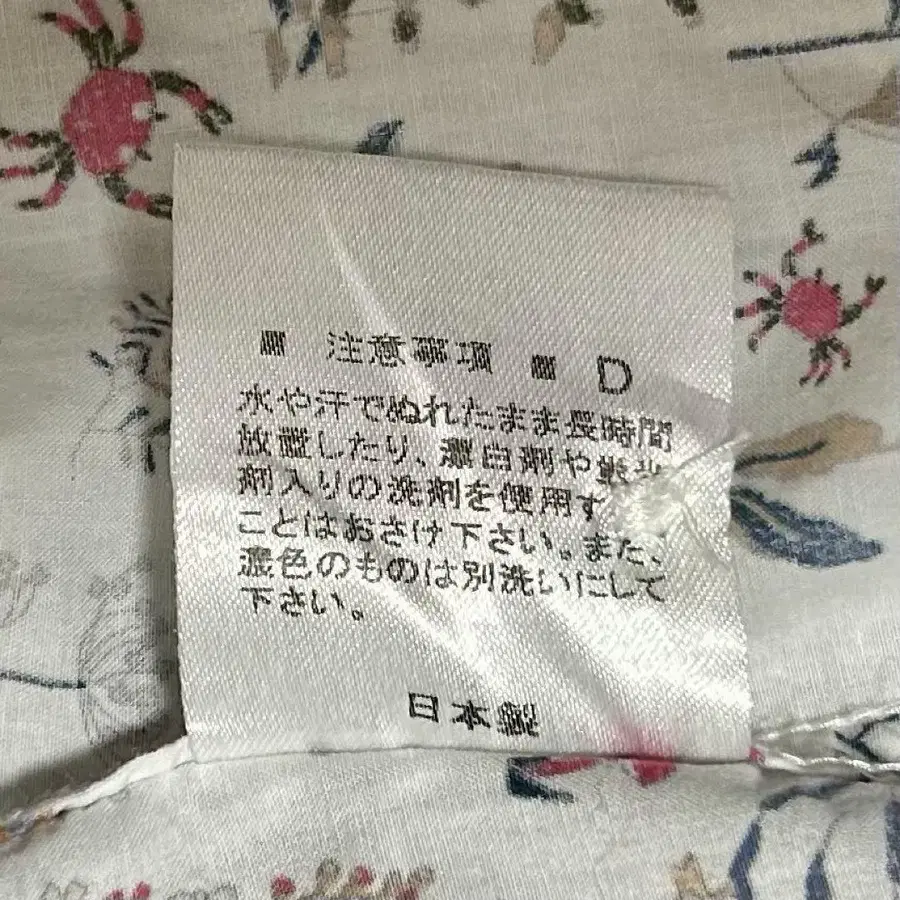 ■ 注意事項 ■ D
水や汗でぬれたまま長時間
放置したり、漂白剤や蛍光
剤入りの洗剤を使用す
ことはおさけ下さい。また、
濃色のものは別洗いにして
下さい。
日本製